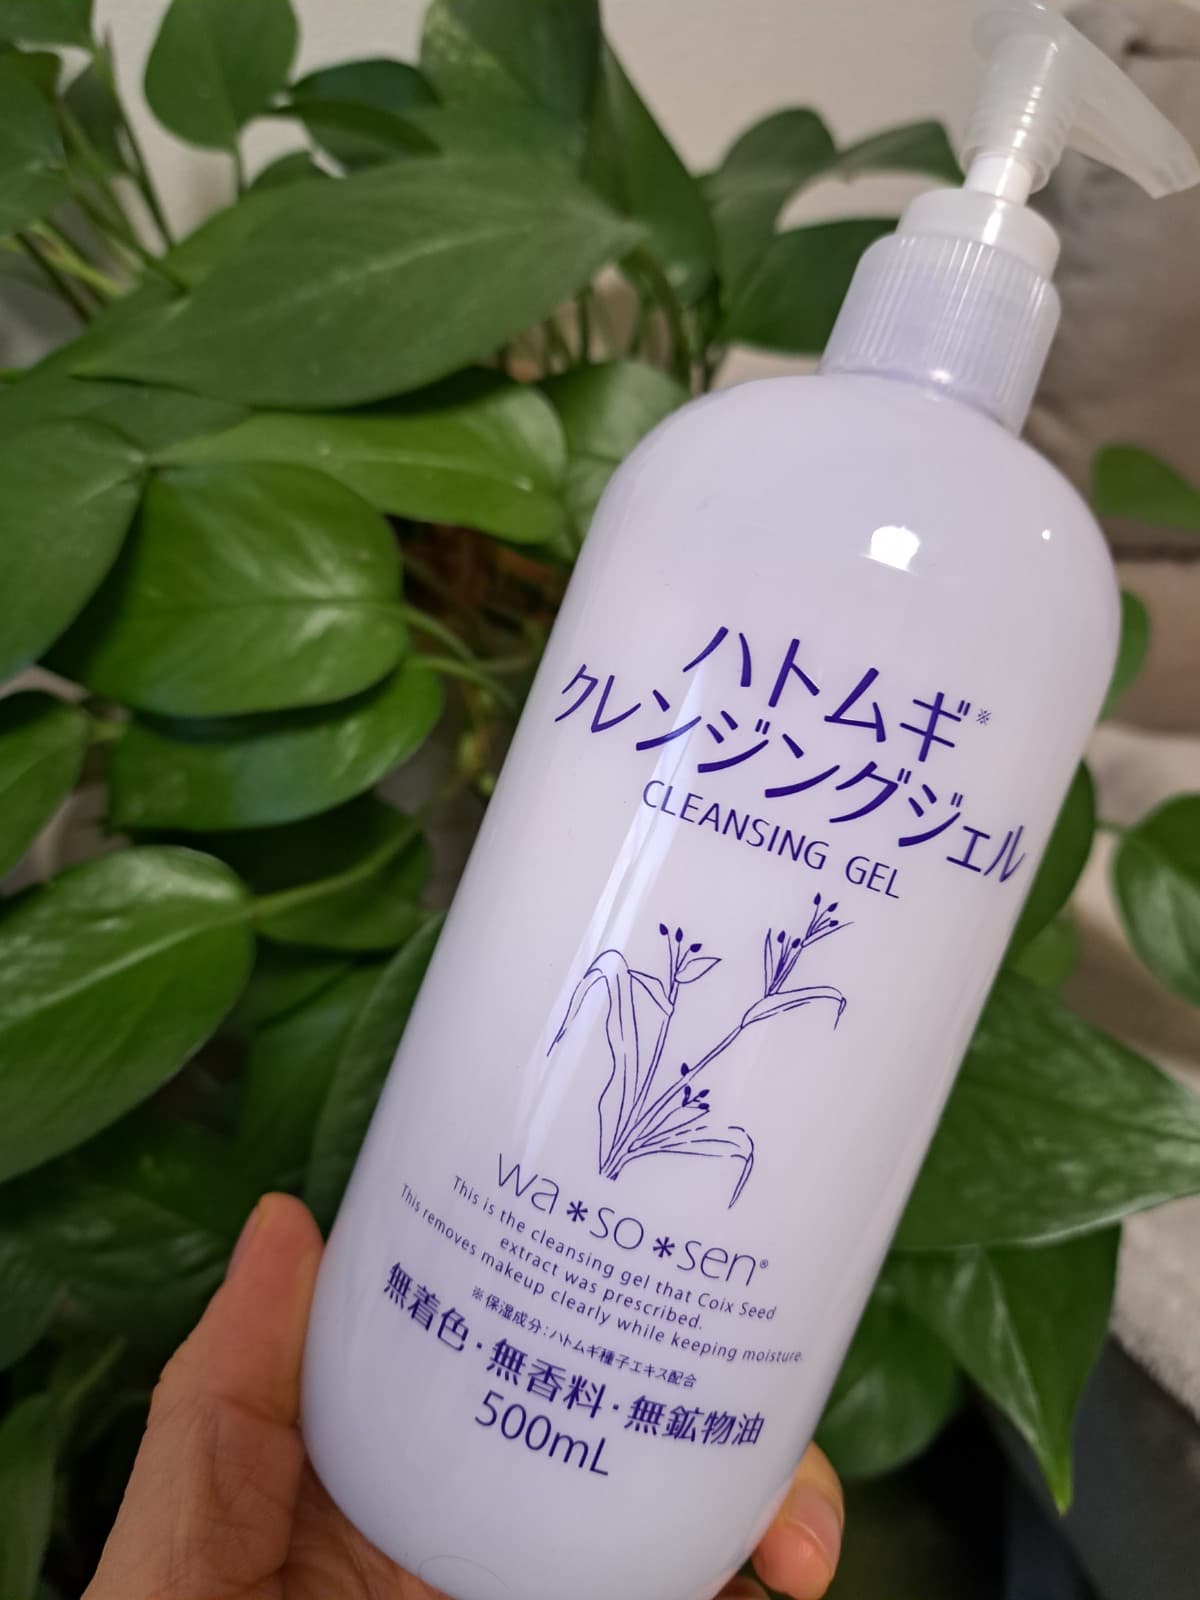 ハトムギ※
クレンジングジェル
CLEANSING GEL
wa*so*sen®
This is the cleansing gel that Coix Seed
extract was prescribed.
This removes makeup clearly while keeping moisture.
※保湿成分：ハトムギ種子エキス配合
無着色・無香料・無鉱物油
500mL